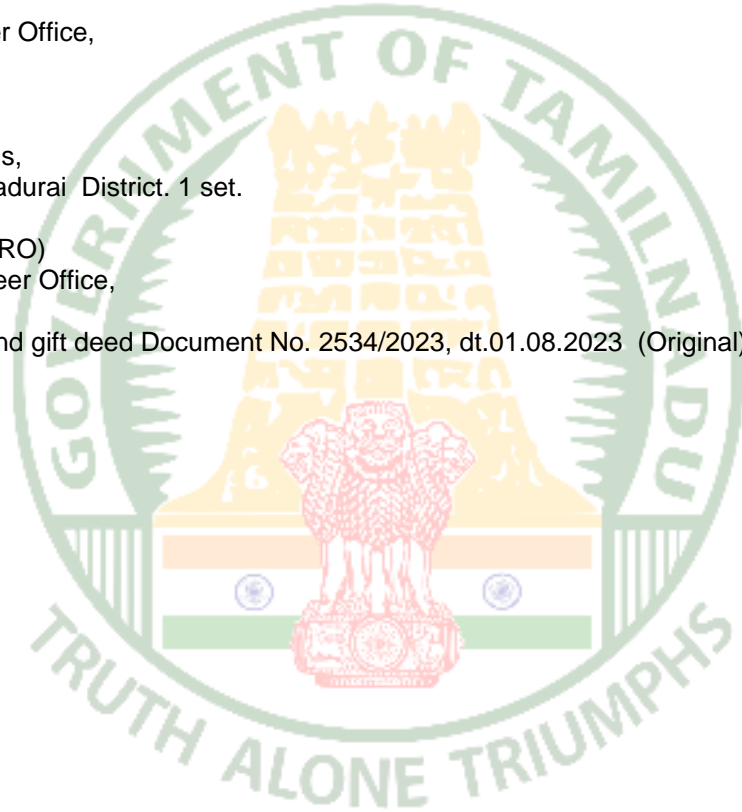 er Office,
s,
adurai District. 1 set.
RO)
eer Office,
nd gift deed Document No. 2534/2023, dt.01.08.2023 (Original)
GOVERNMENT OF TAMILNADU
TRUTH ALONE TRIUMPHS